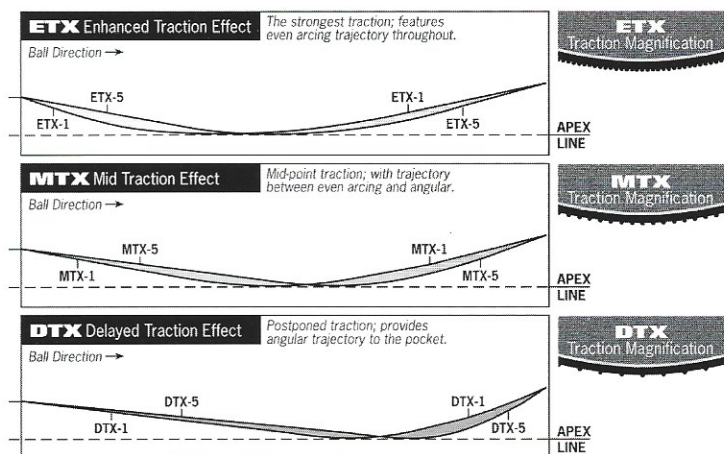 ETX Enhanced Traction Effect
The strongest traction; features
even arcing trajectory throughout.
Ball Direction →
ETX-5
ETX-1
ETX-1
ETX-5
APEX
LINE
ETX
Traction Magnification
MTX Mid Traction Effect
Mid-point traction; with trajectory
between even arcing and angular.
Ball Direction →
MTX-5
MTX-1
MTX-1
MTX-5
APEX
LINE
MTX
Traction Magnification
DTX Delayed Traction Effect
Postponed traction; provides
angular trajectory to the pocket.
Ball Direction →
DTX-5
DTX-1
DTX-1
DTX-5
APEX
LINE
DTX
Traction Magnification